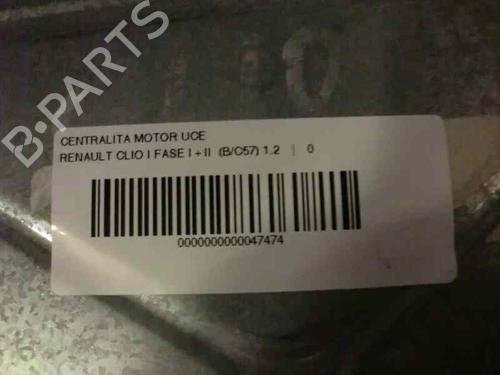 B-PARTS
CENTRALITA MOTOR UCE
RENAULT CLIO I FASE I + II (B/C57) 1.2 | 0
0000000000047474